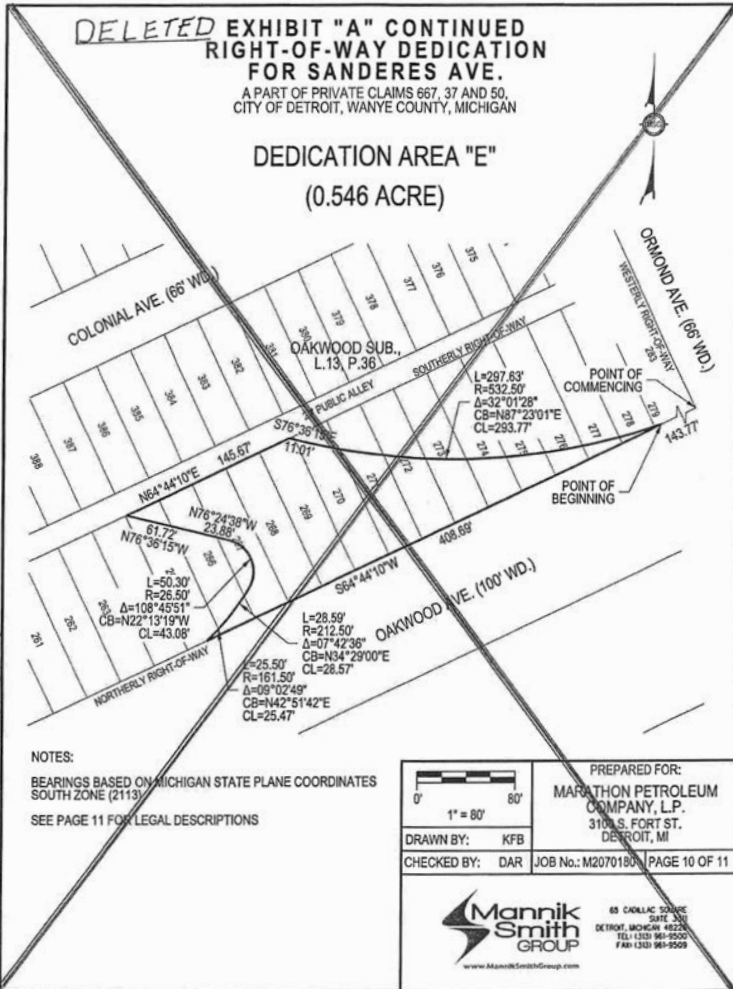 DELETED EXHIBIT "A" CONTINUED
RIGHT-OF-WAY DEDICATION
FOR SANDERES AVE.
A PART OF PRIVATE CLAIMS 667, 37 AND 50,
CITY OF DETROIT, WANYE COUNTY, MICHIGAN
DEDICATION AREA "E"
(0.546 ACRE)
COLONIAL AVE. (66' WD.)
ORMOND AVE. (66' WD.)
WESTERLY RIGHT-OF-WAY
283
375
376
377
378
379
380
381
382
383
384
385
386
387
388
OAKWOOD SUB.,
L.13, P.36
PUBLIC ALLEY
SOUTHERLY RIGHT-OF-WAY
POINT OF
COMMENCING
L=297.63'
R=532.50'
Δ=32°01'28"
CB=N87°23'01"E
CL=293.77'
S76°36'15"E
11.01'
N64°44'10"E 145.67'
143.77'
279
278
277
276
275
274
273
272
270
269
268
266
263
262
261
POINT OF
BEGINNING
N76°24'38"W
23.88'
61.72'
N76°36'15"W
408.69'
S64°44'10"W
OAKWOOD AVE. (100' WD.)
L=50.30'
R=26.50'
Δ=108°45'51"
CB=N22°13'19"W
CL=43.08'
L=28.59'
R=212.50'
Δ=07°42'36"
CB=N34°29'00"E
CL=28.57'
L=25.50'
R=161.50'
Δ=09°02'49"
CB=N42°51'42"E
CL=25.47'
NORTHERLY RIGHT-OF-WAY
NOTES:
BEARINGS BASED ON MICHIGAN STATE PLANE COORDINATES
SOUTH ZONE (2113)
SEE PAGE 11 FOR LEGAL DESCRIPTIONS
0' 80'
1" = 80'
DRAWN BY: KFB
CHECKED BY: DAR
PREPARED FOR:
MARATHON PETROLEUM
COMPANY, L.P.
S. FORT ST.
DETROIT, MI
JOB No.: M2070180 PAGE 10 OF 11
Mannik
Smith
GROUP
www.MannikSmithGroup.com
65 CADILLAC SQUARE
SUITE
DETROIT, MICHIGAN
TEL: (313) 961-9500
FAX: (313) 961-9509